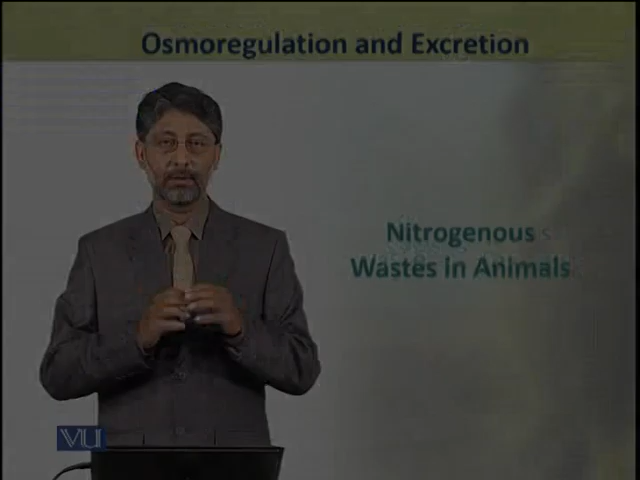 Osmoregulation and Excretion
Nitrogenous
Wastes in Animals
VU